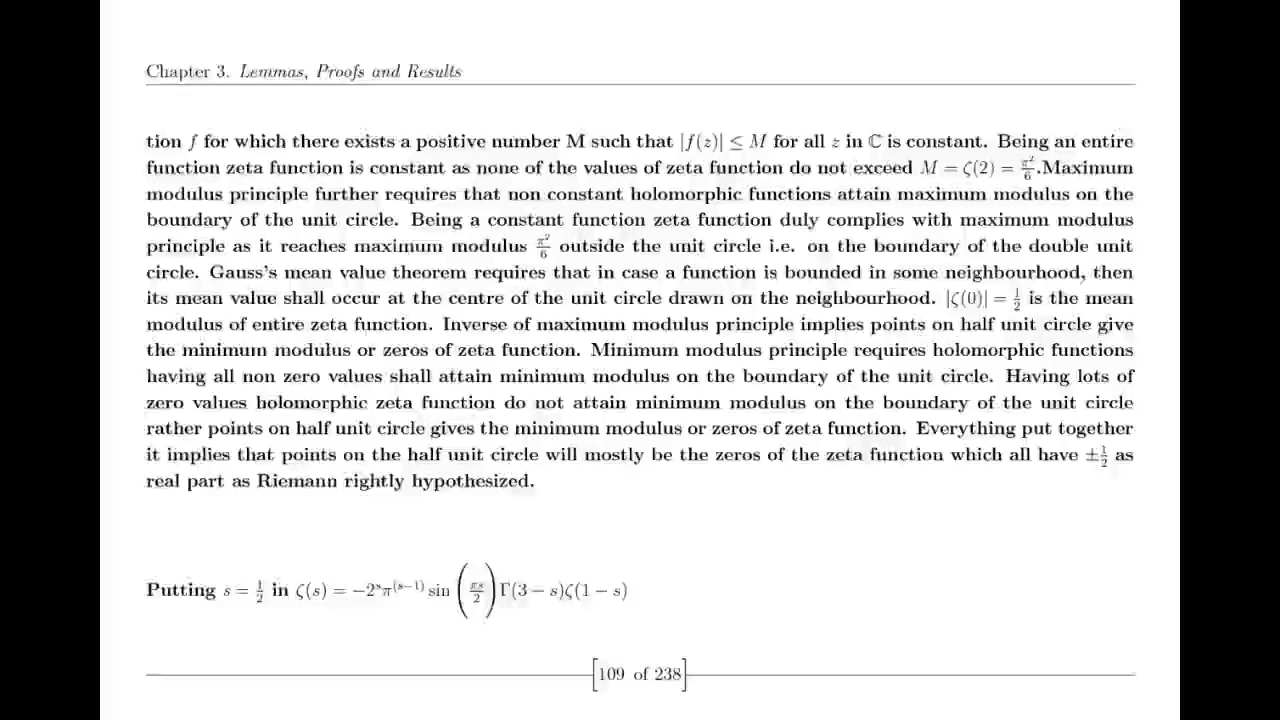 Chapter 3. Lemmas, Proofs and Results
tion f for which there exists a positive number M such that |f(z)| ≤ M for all z in ℂ is constant. Being an entire
function zeta function is constant as none of the values of zeta function do not exceed M = ζ(2) = π²/6.Maximum
modulus principle further requires that non constant holomorphic functions attain maximum modulus on the
boundary of the unit circle. Being a constant function zeta function duly complies with maximum modulus
principle as it reaches maximum modulus π²/6 outside the unit circle i.e. on the boundary of the double unit
circle. Gauss's mean value theorem requires that in case a function is bounded in some neighbourhood, then
its mean value shall occur at the centre of the unit circle drawn on the neighbourhood. |ζ(0)| = 1/2 is the mean
modulus of entire zeta function. Inverse of maximum modulus principle implies points on half unit circle give
the minimum modulus or zeros of zeta function. Minimum modulus principle requires holomorphic functions
having all non zero values shall attain minimum modulus on the boundary of the unit circle. Having lots of
zero values holomorphic zeta function do not attain minimum modulus on the boundary of the unit circle
rather points on half unit circle gives the minimum modulus or zeros of zeta function. Everything put together
it implies that points on the half unit circle will mostly be the zeros of the zeta function which all have ±1/2 as
real part as Riemann rightly hypothesized.
Putting s = 1/2 in ζ(s) = −2^s π^(s−1) sin(πs/2)Γ(3 − s)ζ(1 − s)
[109 of 238]